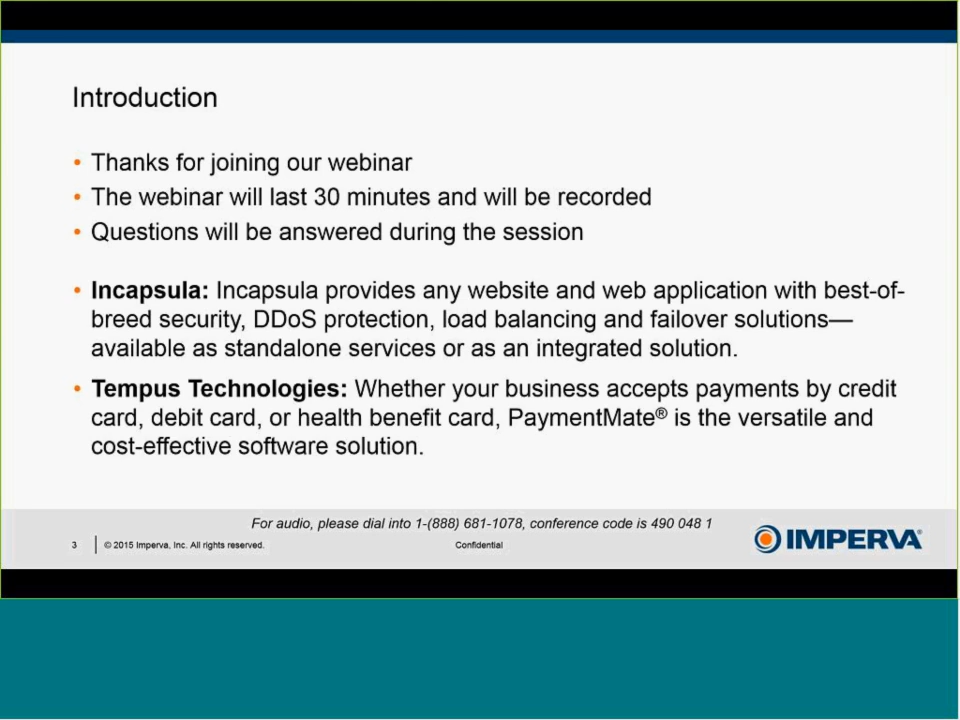 Introduction
• Thanks for joining our webinar
• The webinar will last 30 minutes and will be recorded
• Questions will be answered during the session
• Incapsula: Incapsula provides any website and web application with best-of-
breed security, DDoS protection, load balancing and failover solutions—
available as standalone services or as an integrated solution.
• Tempus Technologies: Whether your business accepts payments by credit
card, debit card, or health benefit card, PaymentMate® is the versatile and
cost-effective software solution.
For audio, please dial into 1-(888) 681-1078, conference code is 490 048 1
3 | © 2015 Imperva, Inc. All rights reserved. Confidential
IMPERVA®